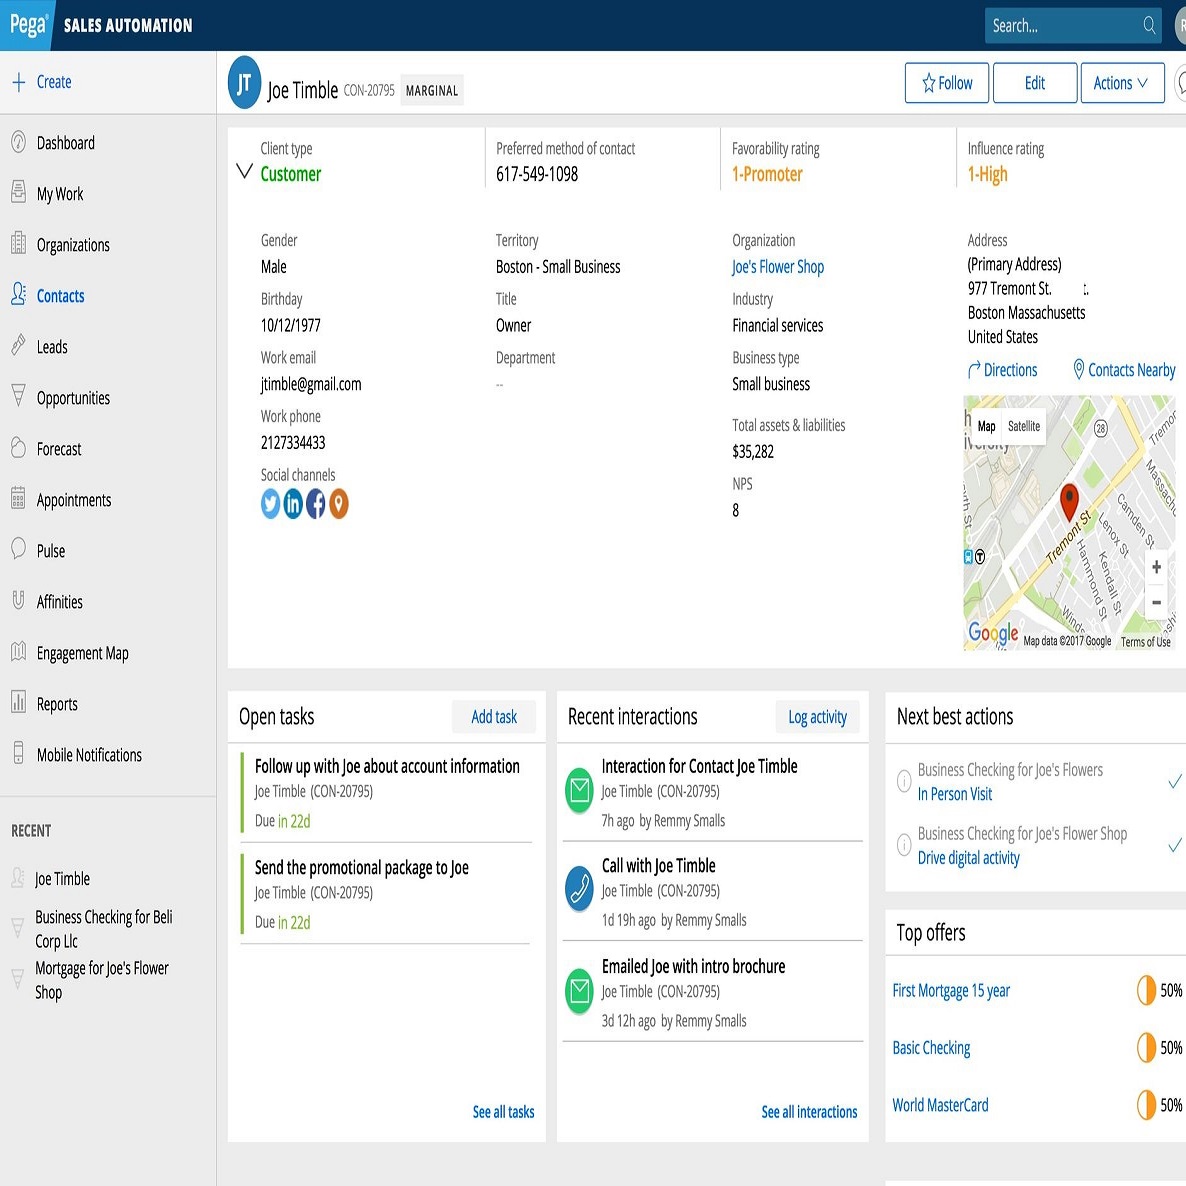 Pega SALES AUTOMATION
Search...
R
Create
JT
Joe Timble CON-20795 MARGINAL
Follow
Edit
Actions
Dashboard
My Work
Organizations
Contacts
Leads
Opportunities
Forecast
Appointments
Pulse
Affinities
Engagement Map
Reports
Mobile Notifications
RECENT
Joe Timble
Business Checking for Beli
Corp Llc
Mortgage for Joe's Flower
Shop
Client type
Customer
Preferred method of contact
617-549-1098
Favorability rating
1-Promoter
Influence rating
1-High
Gender
Male
Birthday
10/12/1977
Work email
jtimble@gmail.com
Work phone
2127334433
Social channels
Territory
Boston - Small Business
Title
Owner
Department
--
Organization
Joe's Flower Shop
Industry
Financial services
Business type
Small business
Total assets & liabilities
$35,282
NPS
8
Address
(Primary Address)
977 Tremont St. t.
Boston Massachusetts
United States
Directions
Contacts Nearby
Map
Satellite
28
Tremont St
Camden St
Lenox St
Kendall St
Hammond St
+
−
Google
Map data ©2017 Google
Terms of Use
Open tasks
Add task
Follow up with Joe about account information
Joe Timble (CON-20795)
Due in 22d
Send the promotional package to Joe
Joe Timble (CON-20795)
Due in 22d
See all tasks
Recent interactions
Log activity
Interaction for Contact Joe Timble
Joe Timble (CON-20795)
7h ago by Remmy Smalls
Call with Joe Timble
Joe Timble (CON-20795)
1d 19h ago by Remmy Smalls
Emailed Joe with intro brochure
Joe Timble (CON-20795)
3d 12h ago by Remmy Smalls
See all interactions
Next best actions
Business Checking for Joe's Flowers
In Person Visit
Business Checking for Joe's Flower Shop
Drive digital activity
Top offers
First Mortgage 15 year
50%
Basic Checking
50%
World MasterCard
50%